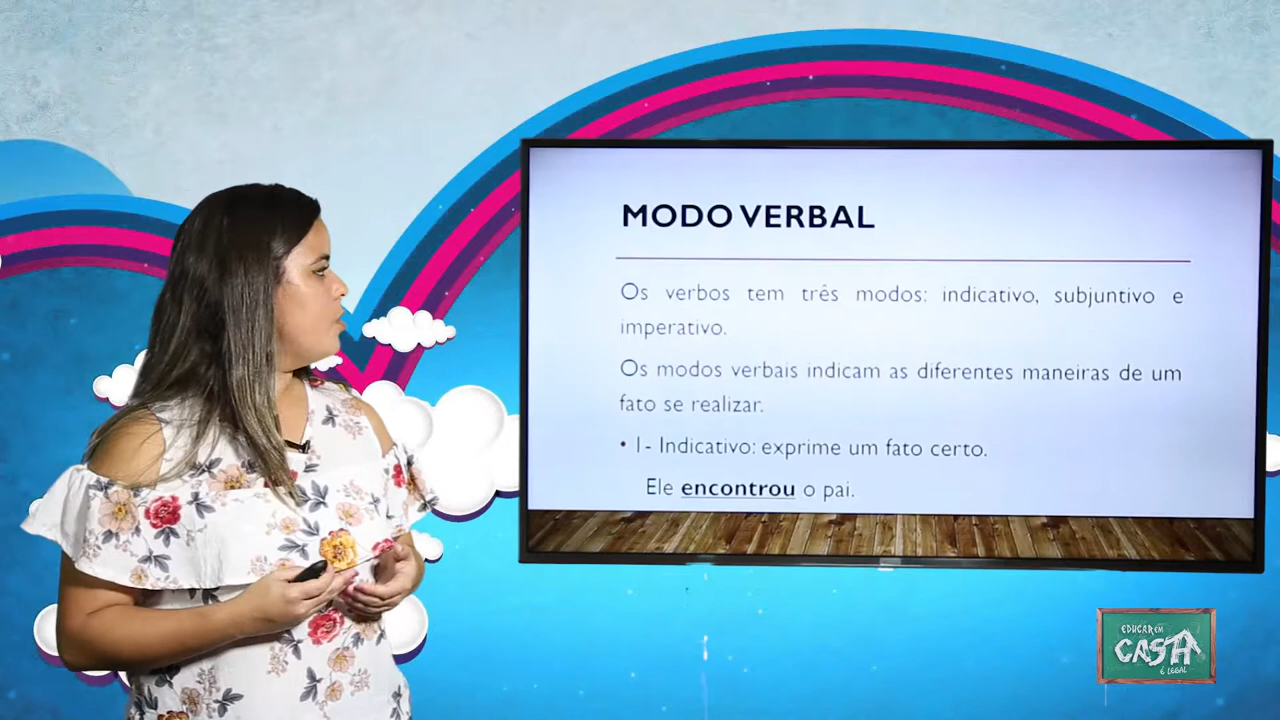 MODO VERBAL
Os verbos tem três modos: indicativo, subjuntivo e
imperativo.
Os modos verbais indicam as diferentes maneiras de um
fato se realizar.
• 1- Indicativo: exprime um fato certo.
Ele encontrou o pai.
EDUCAR EM
CASA
É LEGAL